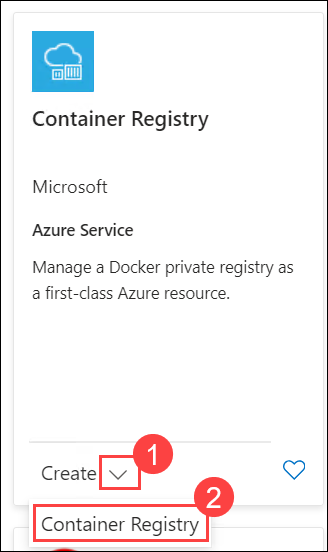 Container Registry
Microsoft
Azure Service
Manage a Docker private registry as
a first-class Azure resource.
Create 1
2
Container Registry